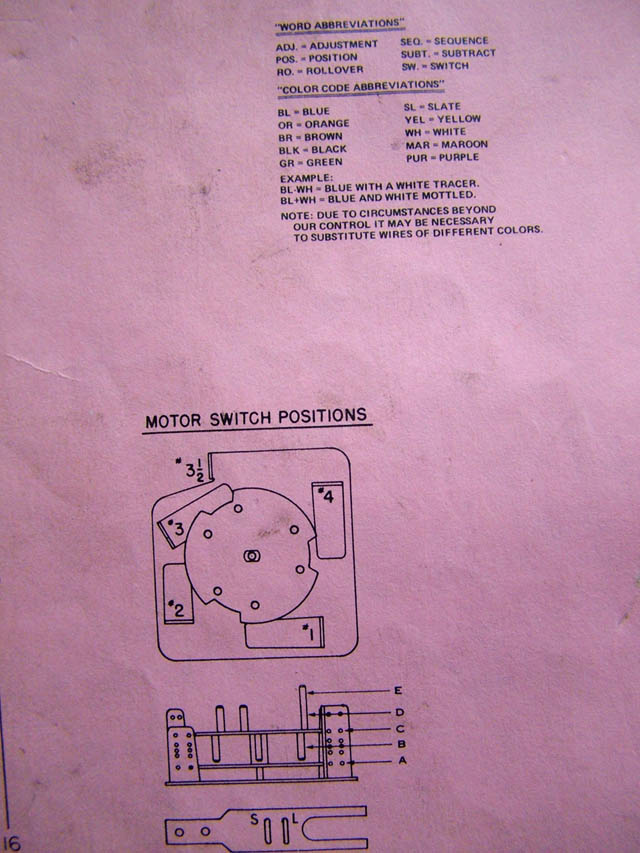 "WORD ABBREVIATIONS"
ADJ. = ADJUSTMENT SEQ. = SEQUENCE
POS. = POSITION SUBT. = SUBTRACT
RO. = ROLLOVER SW. = SWITCH
"COLOR CODE ABBREVIATIONS"
BL = BLUE SL = SLATE
OR = ORANGE YEL = YELLOW
BR = BROWN WH = WHITE
BLK = BLACK MAR = MAROON
GR = GREEN PUR = PURPLE
EXAMPLE:
BL-WH = BLUE WITH A WHITE TRACER.
BL+WH = BLUE AND WHITE MOTTLED.
NOTE: DUE TO CIRCUMSTANCES BEYOND
OUR CONTROL IT MAY BE NECESSARY
TO SUBSTITUTE WIRES OF DIFFERENT COLORS.
MOTOR SWITCH POSITIONS
#3½
#4
#3
#2
#1
E
D
C
B
A
S L
16